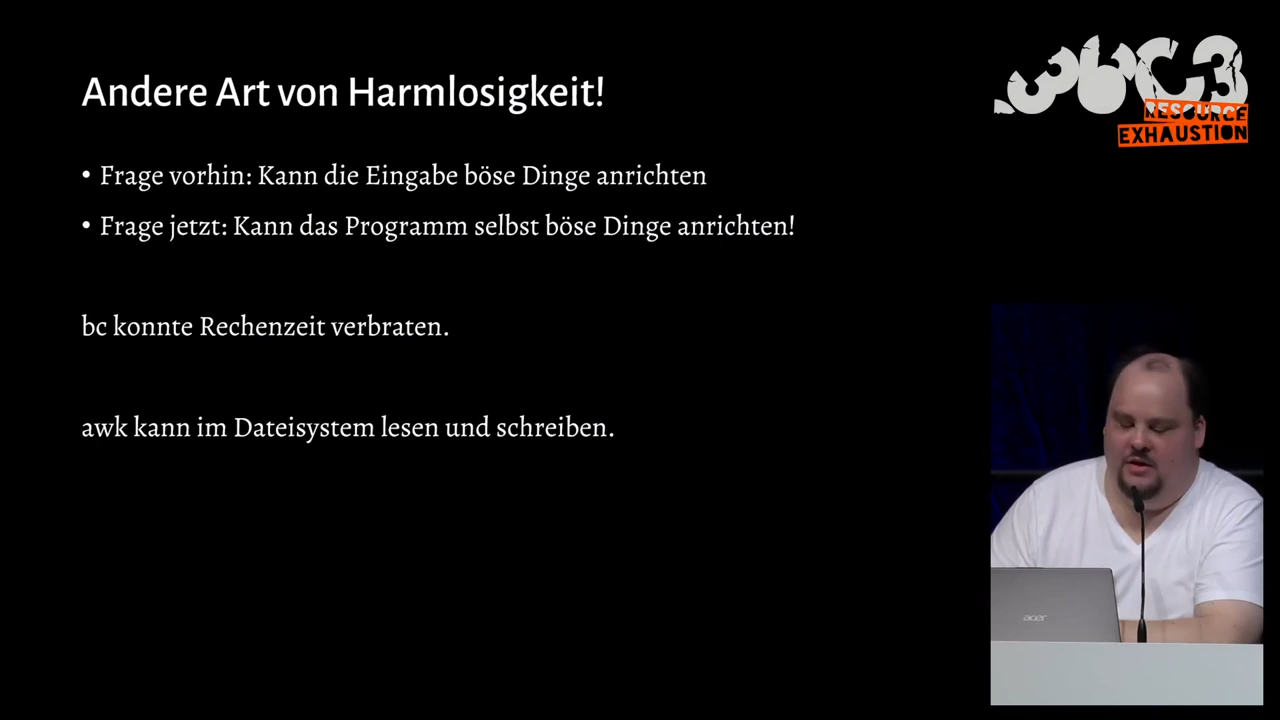 36C3
RESOURCE
EXHAUSTION
Andere Art von Harmlosigkeit!
• Frage vorhin: Kann die Eingabe böse Dinge anrichten
• Frage jetzt: Kann das Programm selbst böse Dinge anrichten!
bc konnte Rechenzeit verbraten.
awk kann im Dateisystem lesen und schreiben.
acer